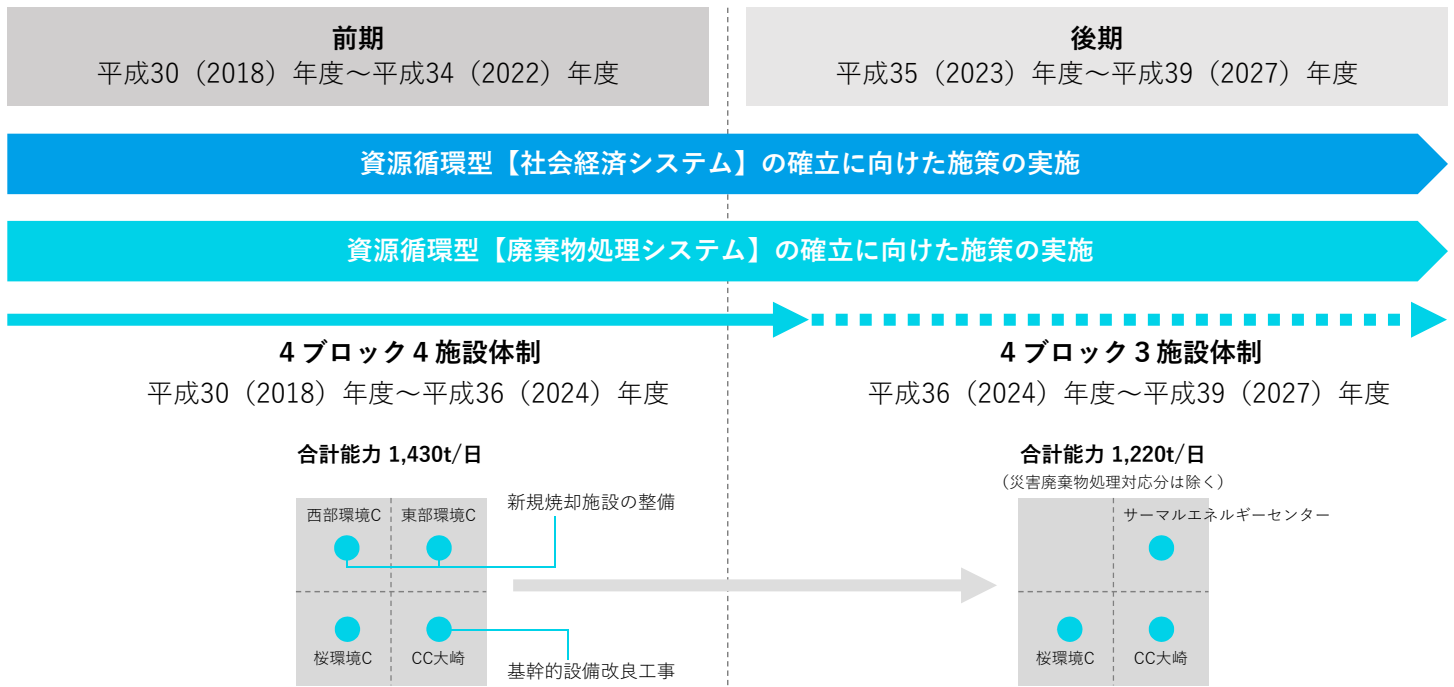 前期
平成30（2018）年度～平成34（2022）年度
後期
平成35（2023）年度～平成39（2027）年度
資源循環型【社会経済システム】の確立に向けた施策の実施
資源循環型【廃棄物処理システム】の確立に向けた施策の実施
４ブロック４施設体制
平成30（2018）年度～平成36（2024）年度
４ブロック３施設体制
平成36（2024）年度～平成39（2027）年度
合計能力 1,430t/日
西部環境C
東部環境C
新規焼却施設の整備
桜環境C
CC大崎
基幹的設備改良工事
合計能力 1,220t/日
（災害廃棄物処理対応分は除く）
サーマルエネルギーセンター
桜環境C
CC大崎